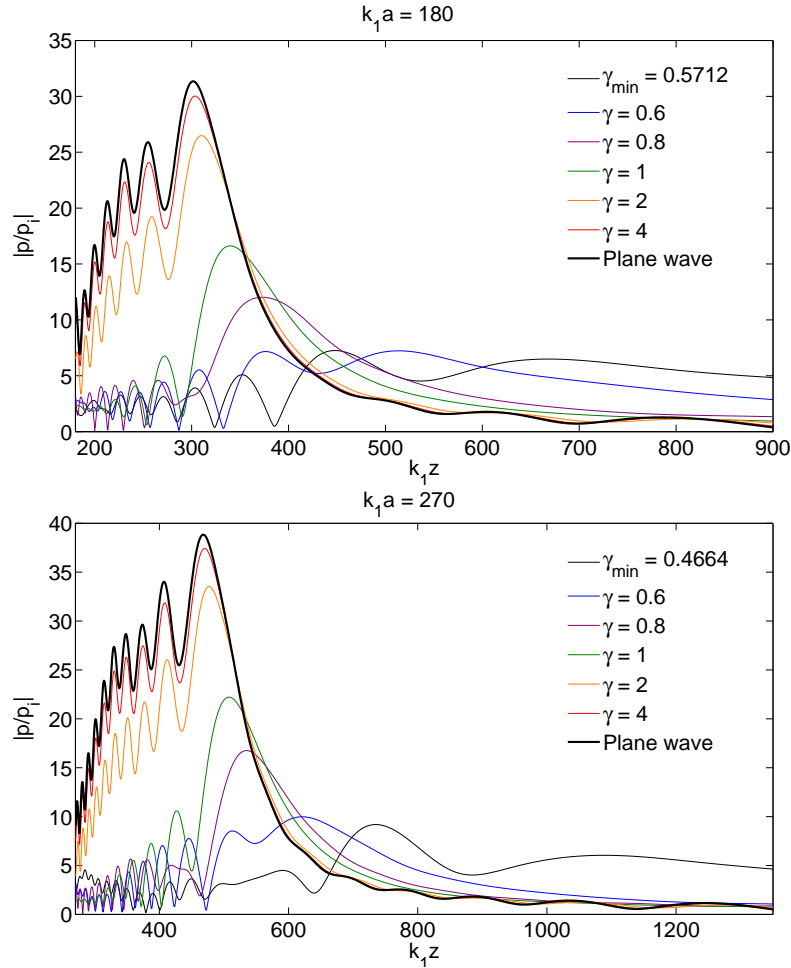 k₁a = 180
35
30
25
20
15
10
5
0
|p/pᵢ|
γmin = 0.5712
γ = 0.6
γ = 0.8
γ = 1
γ = 2
γ = 4
Plane wave
200 300 400 500 600 700 800 900
k₁z
k₁a = 270
40
35
30
25
20
15
10
5
0
|p/pᵢ|
γmin = 0.4664
γ = 0.6
γ = 0.8
γ = 1
γ = 2
γ = 4
Plane wave
400 600 800 1000 1200
k₁z